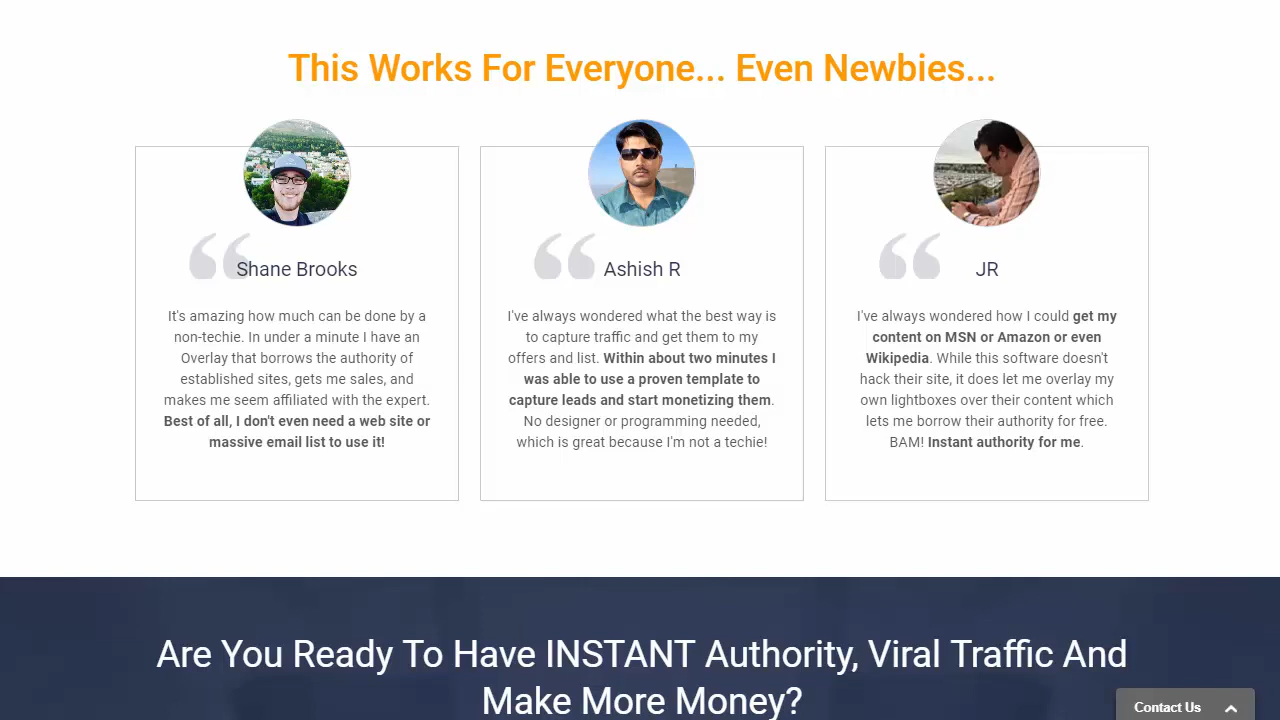 This Works For Everyone... Even Newbies...
Shane Brooks
It's amazing how much can be done by a
non-techie. In under a minute I have an
Overlay that borrows the authority of
established sites, gets me sales, and
makes me seem affiliated with the expert.
Best of all, I don't even need a web site or
massive email list to use it!
Ashish R
I've always wondered what the best way is
to capture traffic and get them to my
offers and list. Within about two minutes I
was able to use a proven template to
capture leads and start monetizing them.
No designer or programming needed,
which is great because I'm not a techie!
JR
I've always wondered how I could get my
content on MSN or Amazon or even
Wikipedia. While this software doesn't
hack their site, it does let me overlay my
own lightboxes over their content which
lets me borrow their authority for free.
BAM! Instant authority for me.
Are You Ready To Have INSTANT Authority, Viral Traffic And
Make More Money?
Contact Us